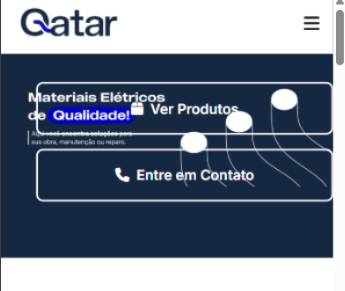 Qatar
Materiais Elétricos
de Qualidade!
Ver Produtos
Aqui você encontra soluções para
sua obra, manutenção ou reparo.
Entre em Contato